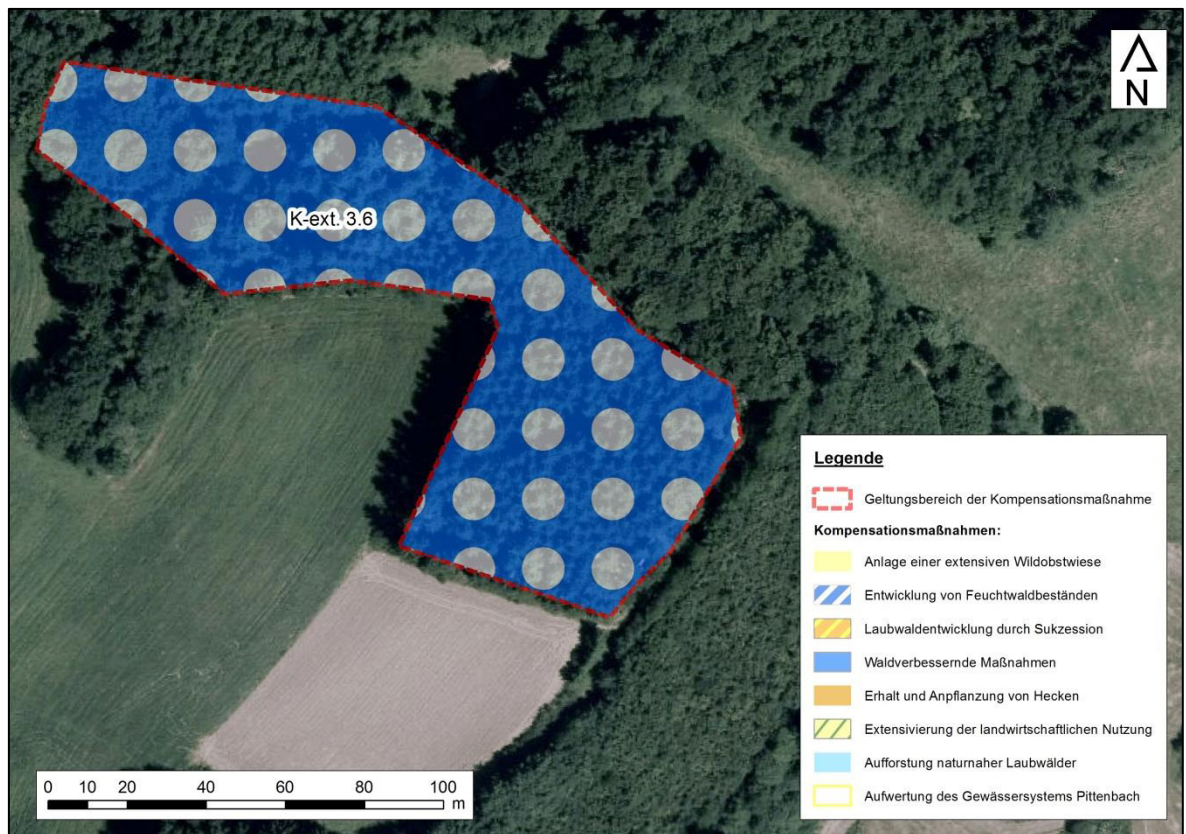 N
K-ext. 3.6
Legende
Geltungsbereich der Kompensationsmaßnahme
Kompensationsmaßnahmen:
Anlage einer extensiven Wildobstwiese
Entwicklung von Feuchtwaldbeständen
Laubwaldentwicklung durch Sukzession
Waldverbessernde Maßnahmen
Erhalt und Anpflanzung von Hecken
Extensivierung der landwirtschaftlichen Nutzung
Aufforstung naturnaher Laubwälder
Aufwertung des Gewässersystems Pittenbach
0 10 20 40 60 80 100
m